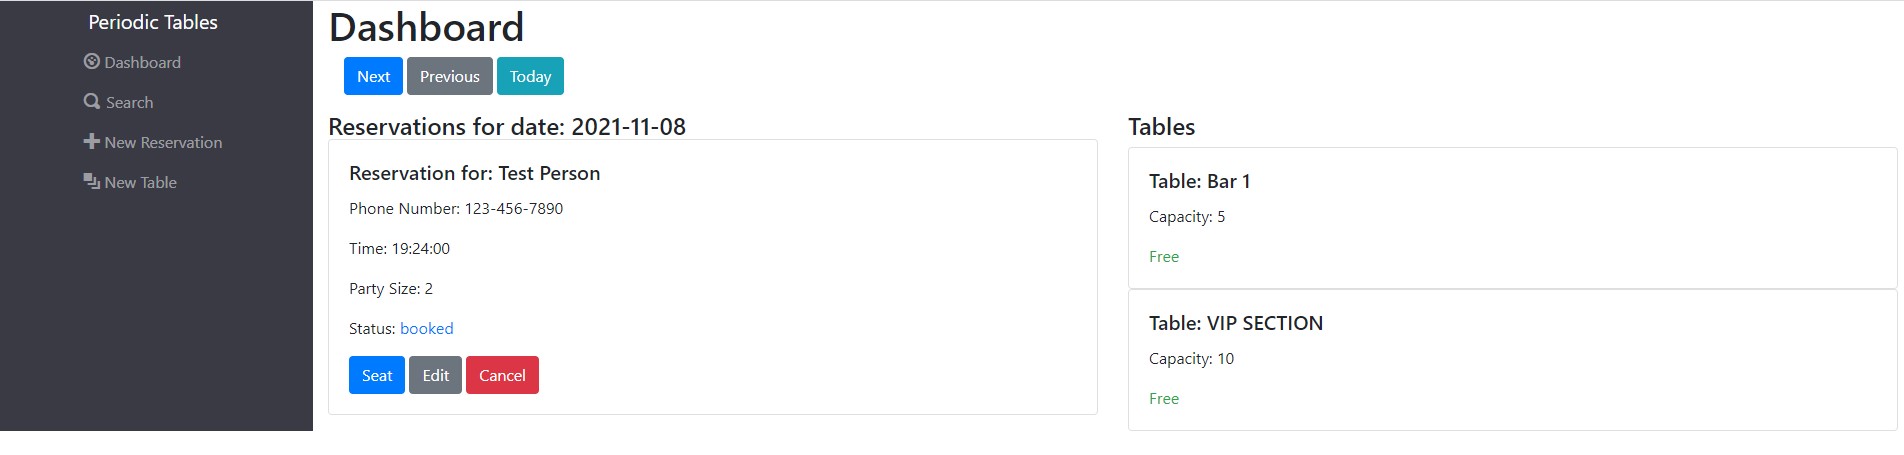 Periodic Tables
Dashboard
Search
New Reservation
New Table
Dashboard
Next Previous Today
Reservations for date: 2021-11-08
Reservation for: Test Person
Phone Number: 123-456-7890
Time: 19:24:00
Party Size: 2
Status: booked
Seat Edit Cancel
Tables
Table: Bar 1
Capacity: 5
Free
Table: VIP SECTION
Capacity: 10
Free